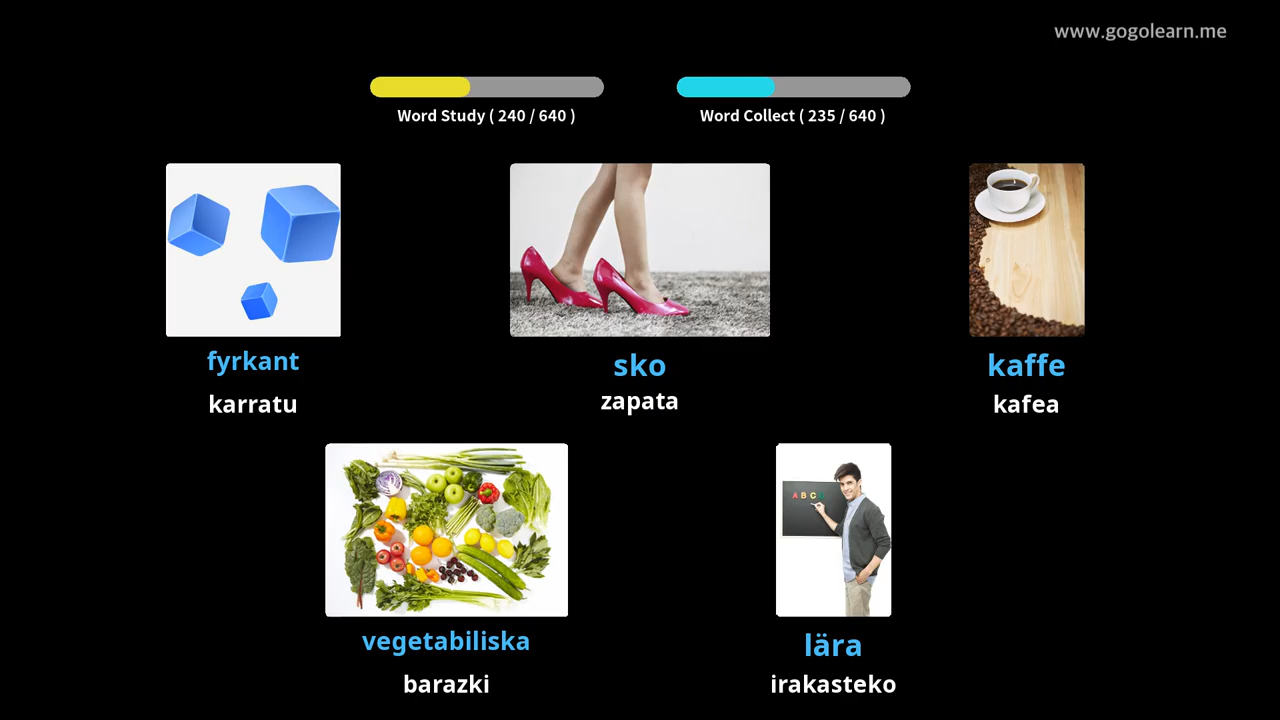 www.gogolearn.me
Word Study ( 240 / 640 )
Word Collect ( 235 / 640 )
fyrkant
sko
kaffe
karratu
zapata
kafea
A B C
vegetabiliska
lära
barazki
irakasteko